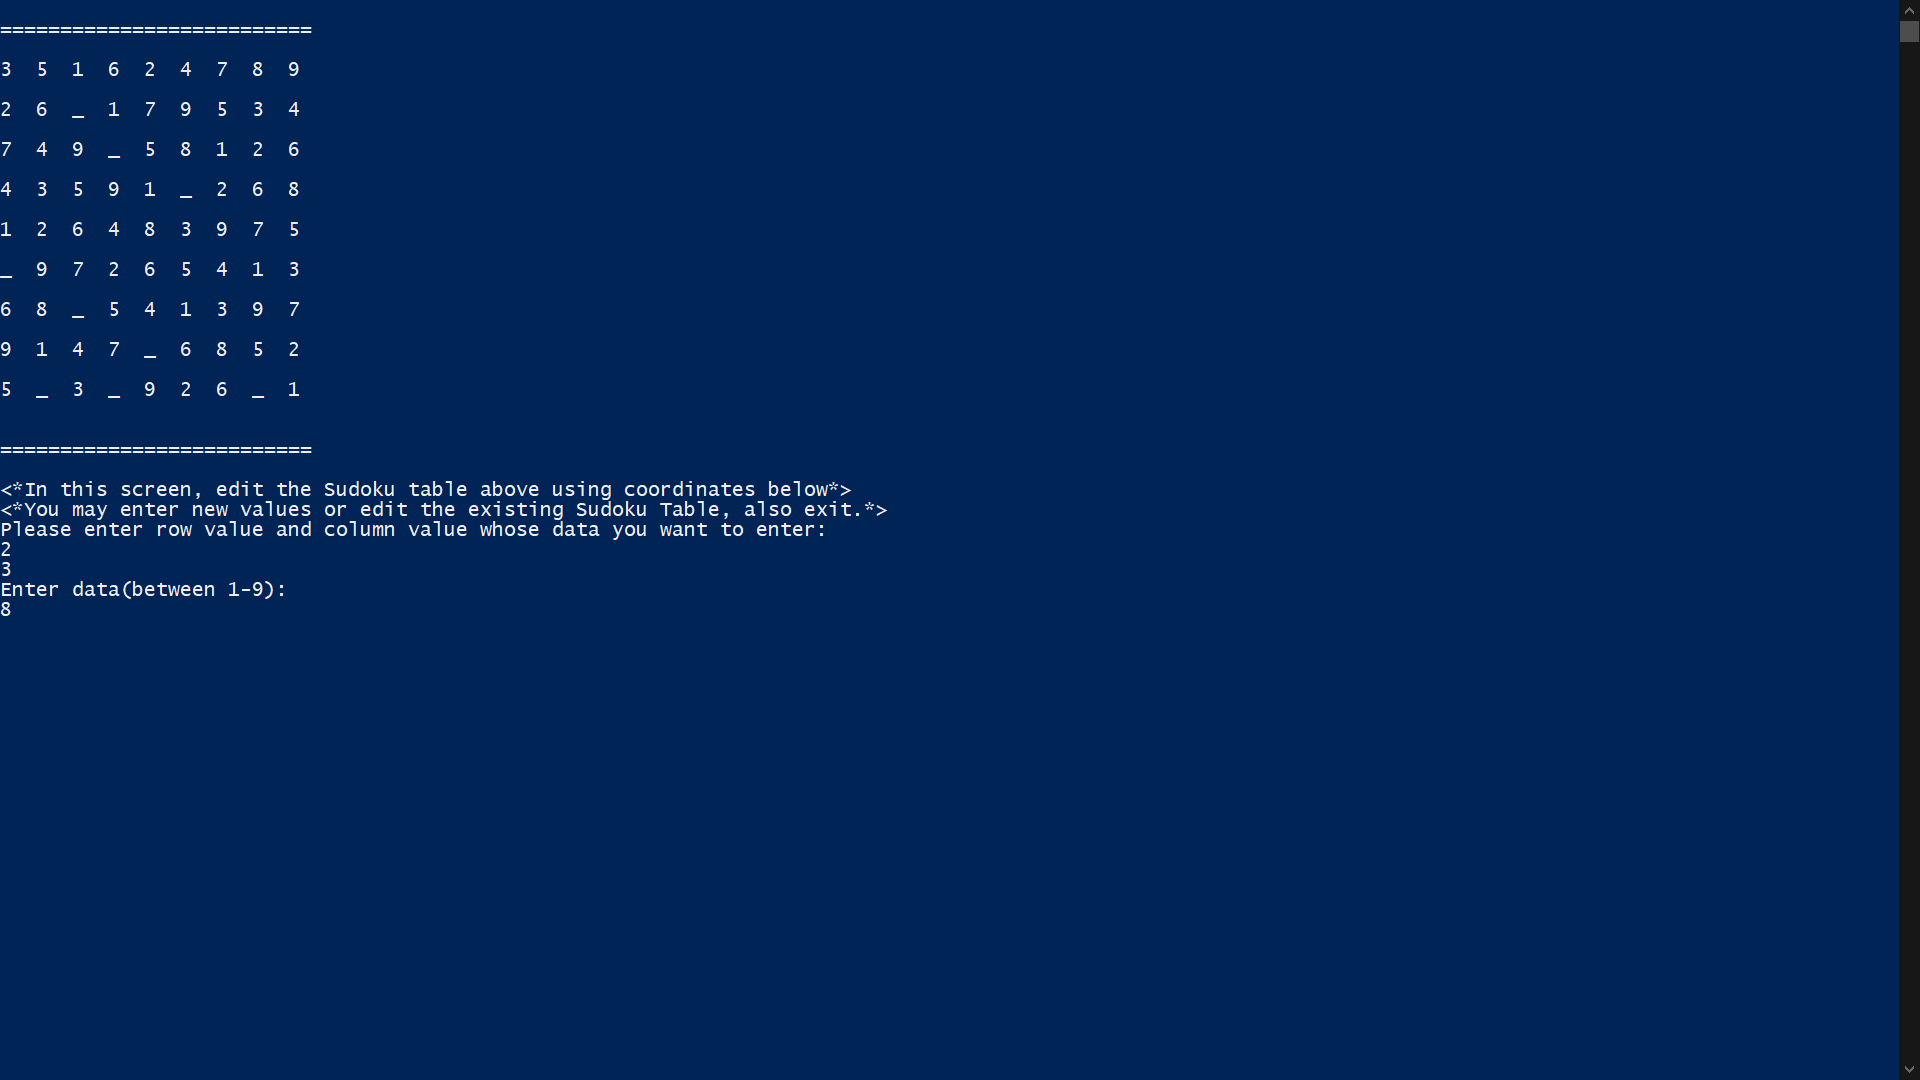 ==========================
3  5  1  6  2  4  7  8  9
2  6  _  1  7  9  5  3  4
7  4  9  _  5  8  1  2  6
4  3  5  9  1  _  2  6  8
1  2  6  4  8  3  9  7  5
_  9  7  2  6  5  4  1  3
6  8  _  5  4  1  3  9  7
9  1  4  7  _  6  8  5  2
5  _  3  _  9  2  6  _  1
==========================
<*In this screen, edit the Sudoku table above using coordinates below*>
<*You may enter new values or edit the existing Sudoku Table, also exit.*>
Please enter row value and column value whose data you want to enter:
2
3
Enter data(between 1-9):
8